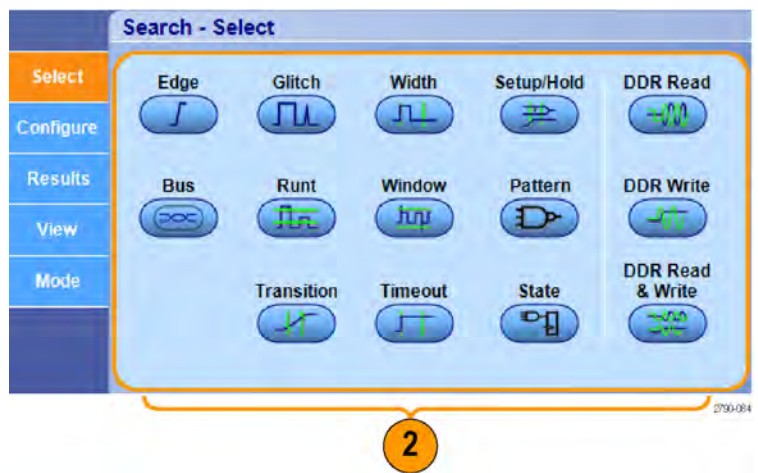 Search - Select
Select
Configure
Results
View
Mode
Edge Glitch Width Setup/Hold DDR Read
Bus Runt Window Pattern DDR Write
Transition Timeout State DDR Read
& Write
2790-084
2